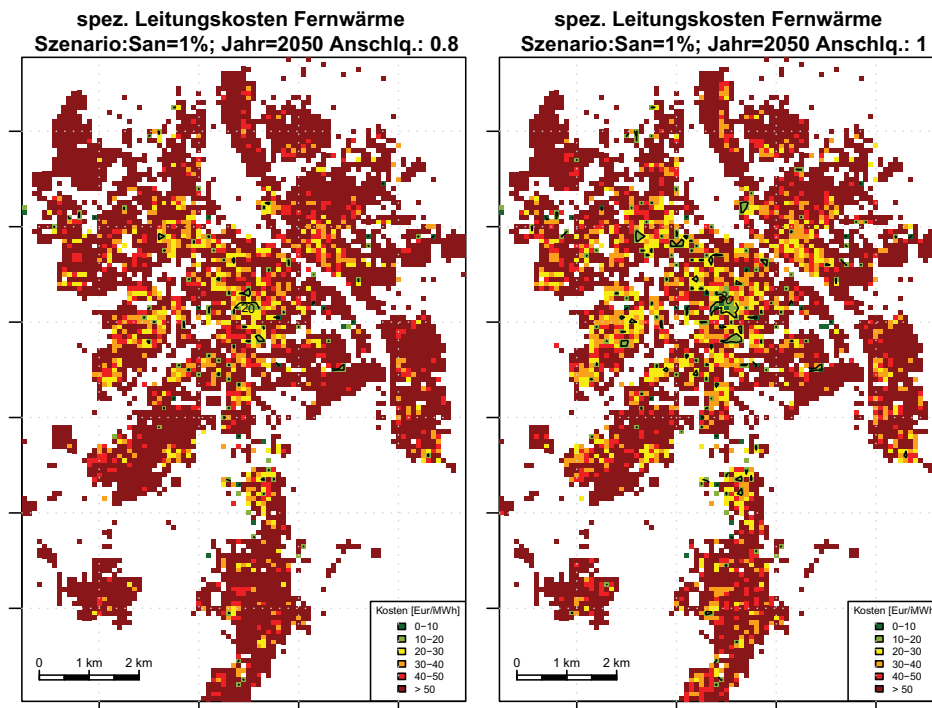 spez. Leitungskosten Fernwärme
Szenario:San=1%; Jahr=2050 Anschlq.: 0.8
20
Kosten [Eur/MWh]
0−10
10−20
20−30
30−40
40−50
> 50
0 1 km 2 km
spez. Leitungskosten Fernwärme
Szenario:San=1%; Jahr=2050 Anschlq.: 1
Kosten [Eur/MWh]
0−10
10−20
20−30
30−40
40−50
> 50
0 1 km 2 km